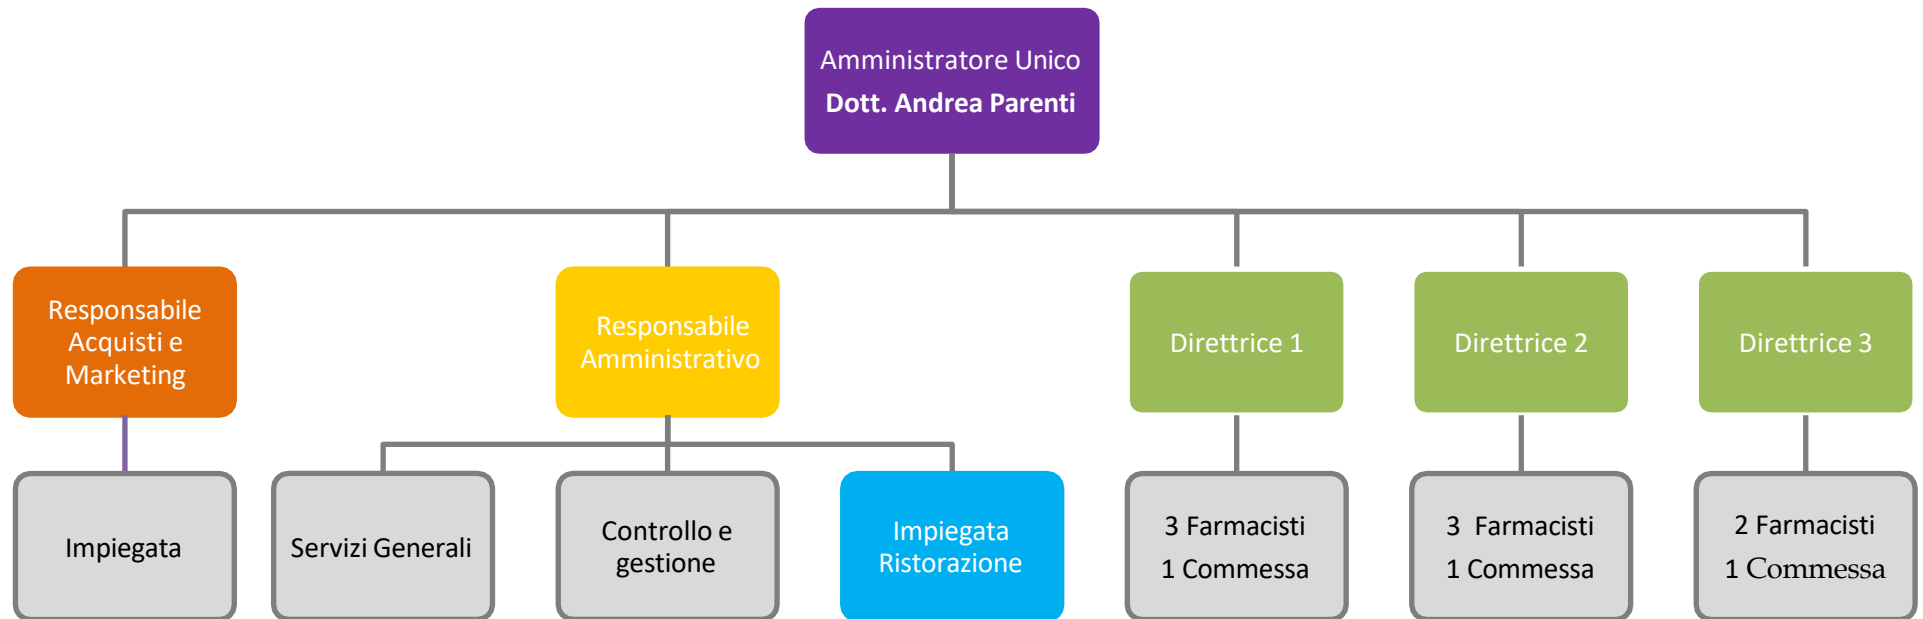 Amministratore Unico
Dott. Andrea Parenti
Responsabile
Acquisti e
Marketing
Responsabile
Amministrativo
Direttrice 1
Direttrice 2
Direttrice 3
Impiegata
Servizi Generali
Controllo e
gestione
Impiegata
Ristorazione
3 Farmacisti
1 Commessa
3 Farmacisti
1 Commessa
2 Farmacisti
1 Commessa